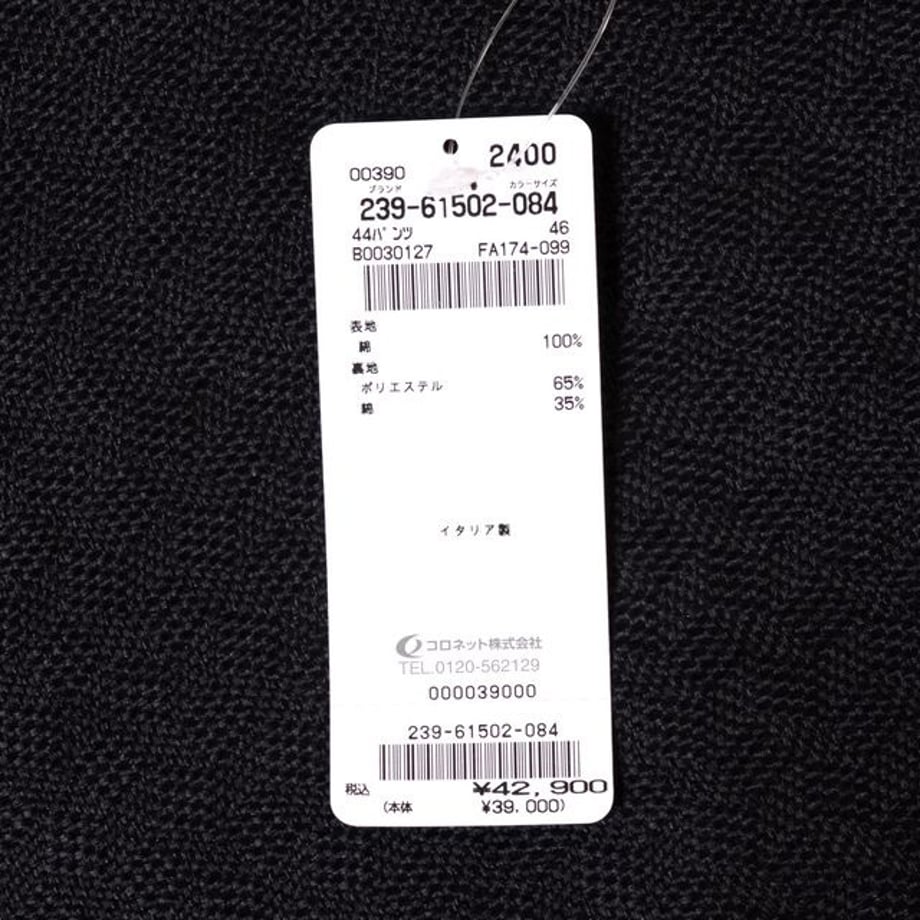 2400
00390
ブランド カラーサイズ
239-61502-084
44パンツ 46
B0030127 FA174-099
表地
綿 100%
裏地
ポリエステル 65%
綿 35%
イタリア製
コロネット株式会社
TEL.0120-562129
000039000
239-61502-084
税込 ¥42,900
(本体 ¥39,000)